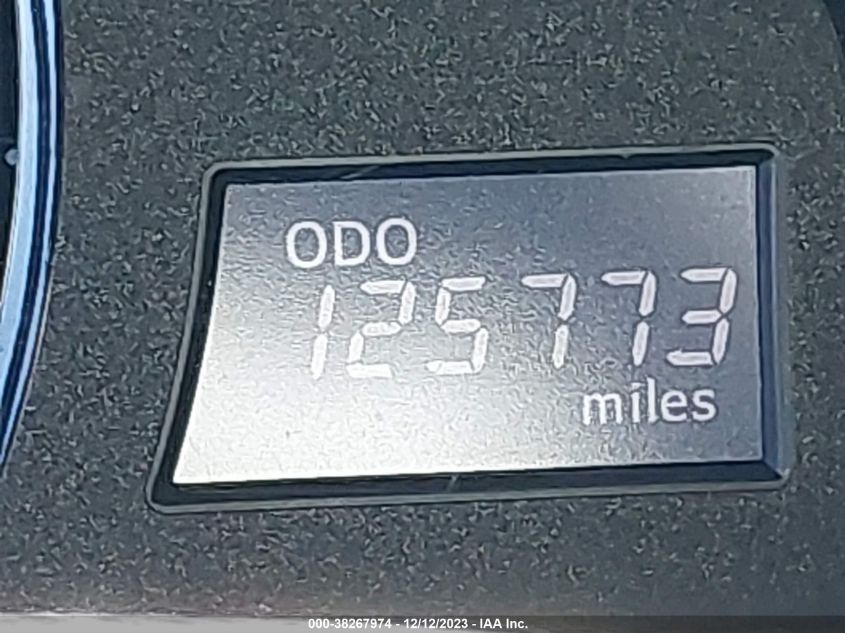 ODO
125773
miles
000-38267974 - 12/12/2023 - IAA Inc.